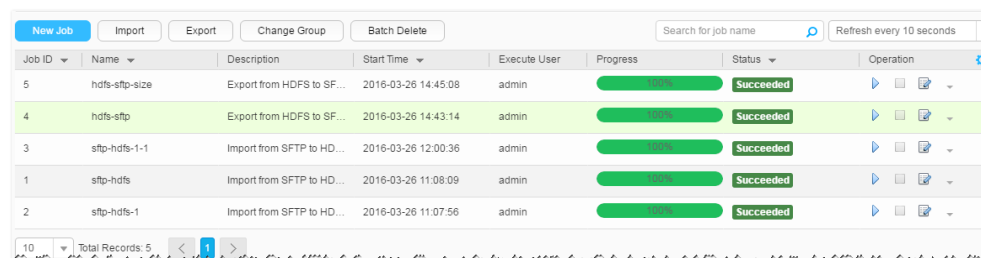 New Job Import Export Change Group Batch Delete Search for job name Refresh every 10 seconds
Job ID Name Description Start Time Execute User Progress Status Operation
5 hdfs-sftp-size Export from HDFS to SF... 2016-03-26 14:45:08 admin 100% Succeeded
4 hdfs-sftp Export from HDFS to SF... 2016-03-26 14:43:14 admin 100% Succeeded
3 sftp-hdfs-1-1 Import from SFTP to HD... 2016-03-26 12:00:36 admin 100% Succeeded
1 sftp-hdfs Import from SFTP to HD... 2016-03-26 11:08:09 admin 100% Succeeded
2 sftp-hdfs-1 Import from SFTP to HD... 2016-03-26 11:07:56 admin 100% Succeeded
10 Total Records: 5 < 1 >